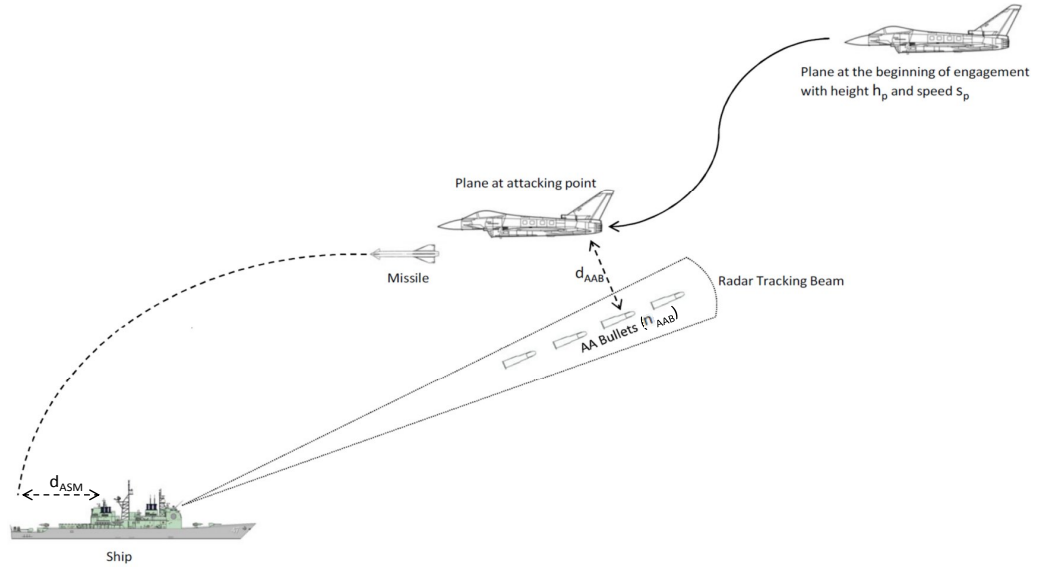 Plane at the beginning of engagement
with height hp and speed sp
Plane at attacking point
Missile
dAAB
Radar Tracking Beam
AA Bullets (nAAB)
dASM
Ship